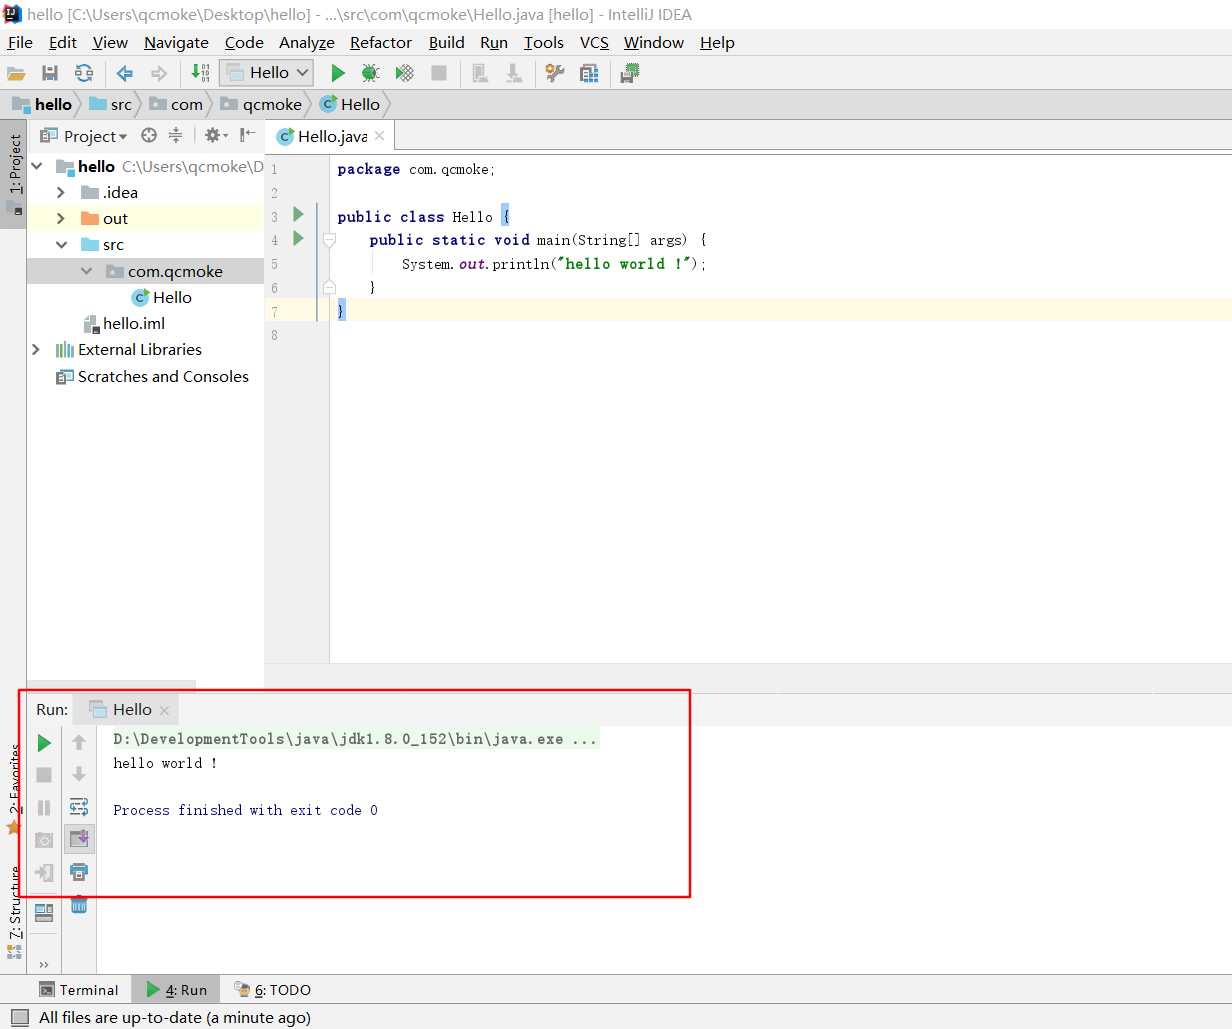 hello [C:\Users\qcmoke\Desktop\hello] - ...\src\com\qcmoke\Hello.java [hello] - IntelliJ IDEA
File Edit View Navigate Code Analyze Refactor Build Run Tools VCS Window Help
Hello
hello src com qcmoke Hello
1: Project
Project
Hello.java
hello C:\Users\qcmoke\D
.idea
out
src
com.qcmoke
Hello
hello.iml
External Libraries
Scratches and Consoles
1 package com.qcmoke;
2
3 public class Hello {
4 public static void main(String[] args) {
5 System.out.println("hello world !");
6 }
7 }
8
Run: Hello
D:\DevelopmentTools\java\jdk1.8.0_152\bin\java.exe ...
hello world !
Process finished with exit code 0
2: Favorites
7: Structure
Terminal 4: Run 6: TODO
All files are up-to-date (a minute ago)